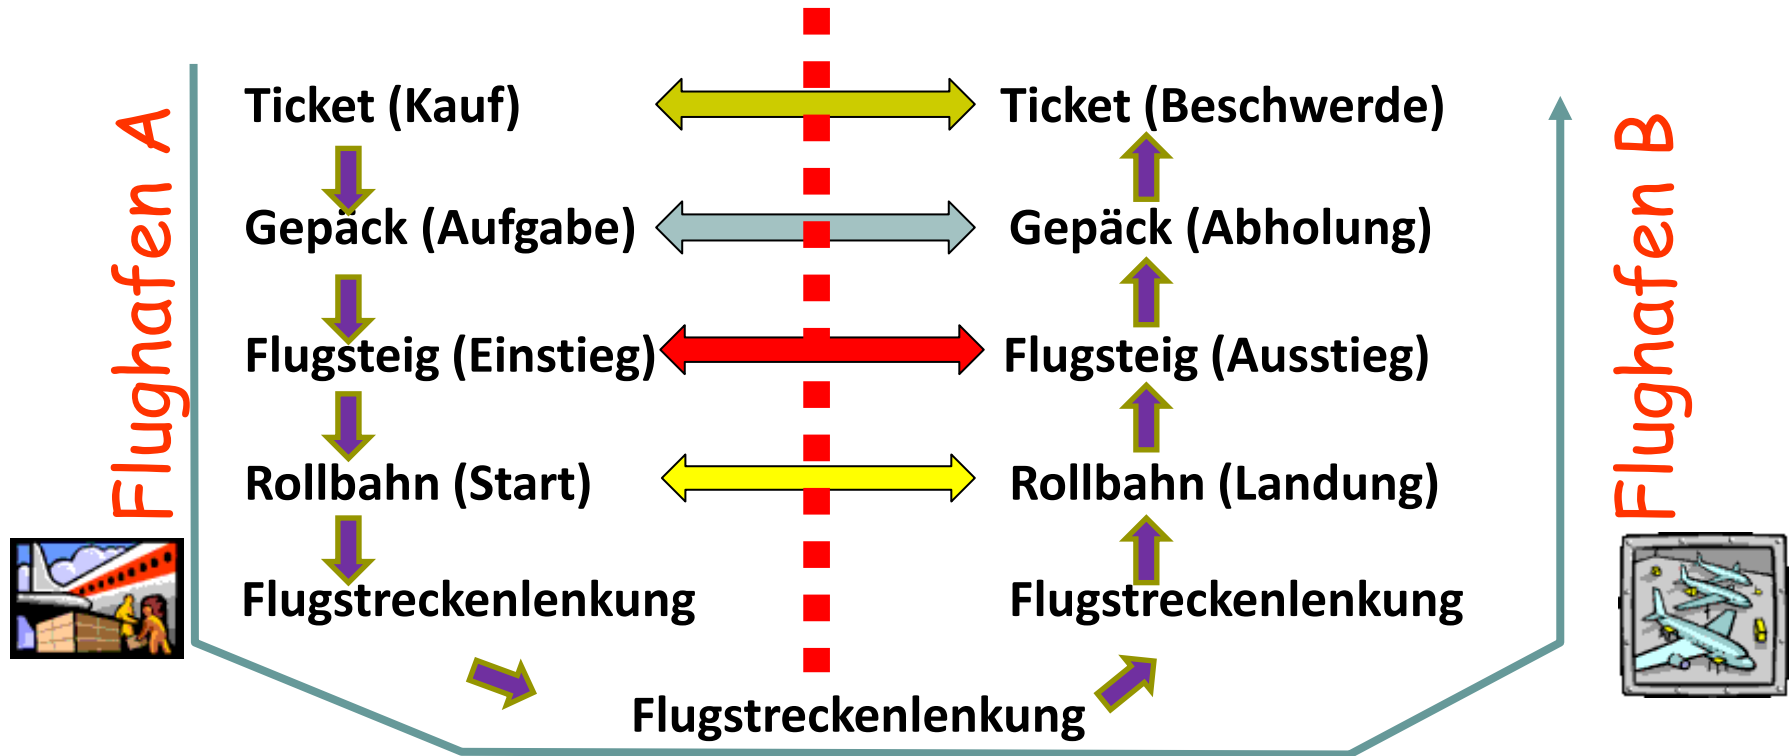 Flughafen A
Ticket (Kauf)
Gepäck (Aufgabe)
Flugsteig (Einstieg)
Rollbahn (Start)
Flugstreckenlenkung
Flugstreckenlenkung
Ticket (Beschwerde)
Gepäck (Abholung)
Flugsteig (Ausstieg)
Rollbahn (Landung)
Flugstreckenlenkung
Flughafen B